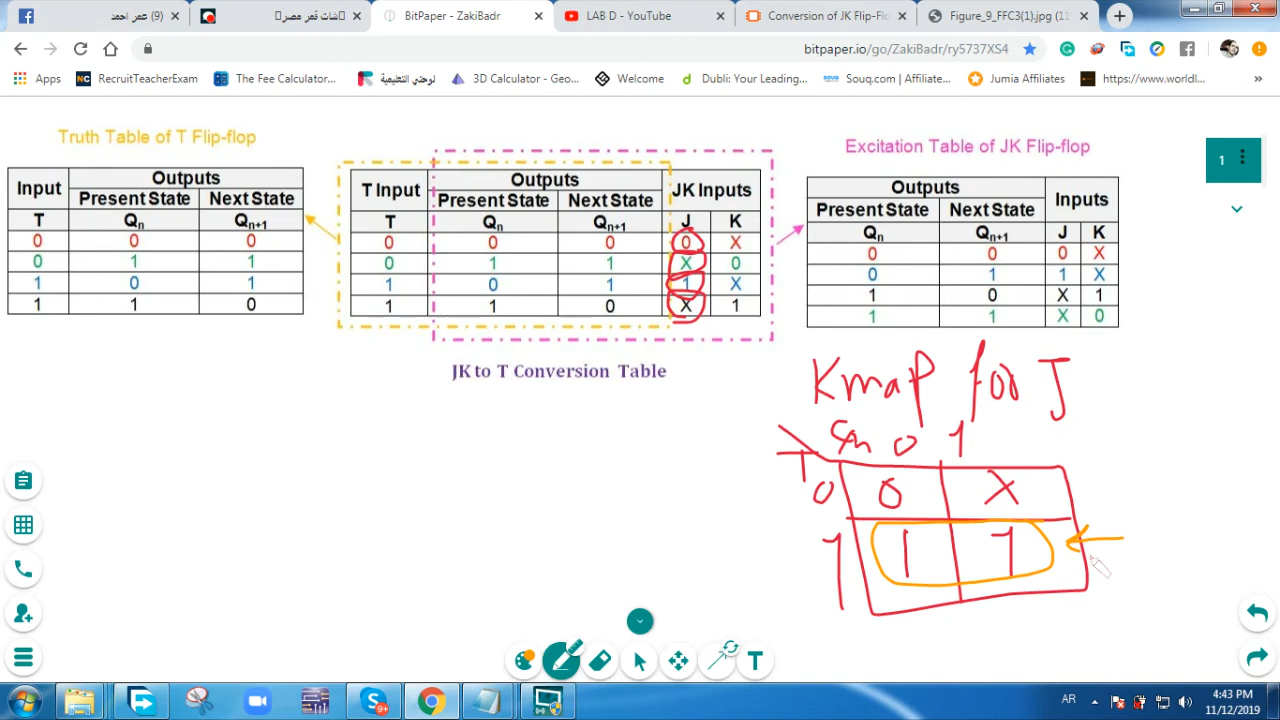 (9) عمر احمد
شات قمر مصر
BitPaper - ZakiBadr
LAB D - YouTube
Conversion of JK Flip-Flo
Figure_9_FFC3(1).jpg (11
bitpaper.io/go/ZakiBadr/ry5737XS4
Apps
RecruitTeacherExam
The Fee Calculator...
لوحتي التعليمية
3D Calculator - Geo...
Welcome
Dubli: Your Leading...
Souq.com | Affiliate...
Jumia Affiliates
https://www.worldl...
Truth Table of T Flip-flop
Input Outputs
Present State Next State
T Qn Qn+1
0 0 0
0 1 1
1 0 1
1 1 0
T Input Outputs JK Inputs
Present State Next State
T Qn Qn+1 J K
0 0 0 0 X
0 1 1 X 0
1 0 1 1 X
1 1 0 X 1
JK to T Conversion Table
Excitation Table of JK Flip-flop
Outputs Inputs
Present State Next State
Qn Qn+1 J K
0 0 0 X
0 1 1 X
1 0 X 1
1 1 X 0
1
Kmap for J
T 0 1
0 0 X
1 1 1
T
9+
AR
4:43 PM
11/12/2019